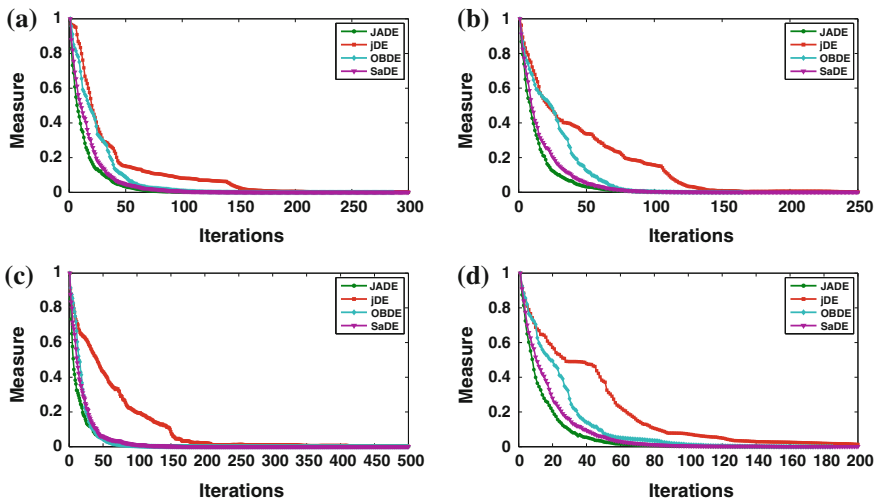 (a)
Measure
1
0.8
0.6
0.4
0.2
0
0 50 100 150 200 250 300
Iterations
JADE
jDE
OBDE
SaDE
(b)
Measure
1
0.8
0.6
0.4
0.2
0
0 50 100 150 200 250
Iterations
JADE
jDE
OBDE
SaDE
(c)
Measure
1
0.8
0.6
0.4
0.2
0
0 50 100 150 200 250 300 350 400 450 500
Iterations
JADE
jDE
OBDE
SaDE
(d)
Measure
1
0.8
0.6
0.4
0.2
0
0 20 40 60 80 100 120 140 160 180 200
Iterations
JADE
jDE
OBDE
SaDE